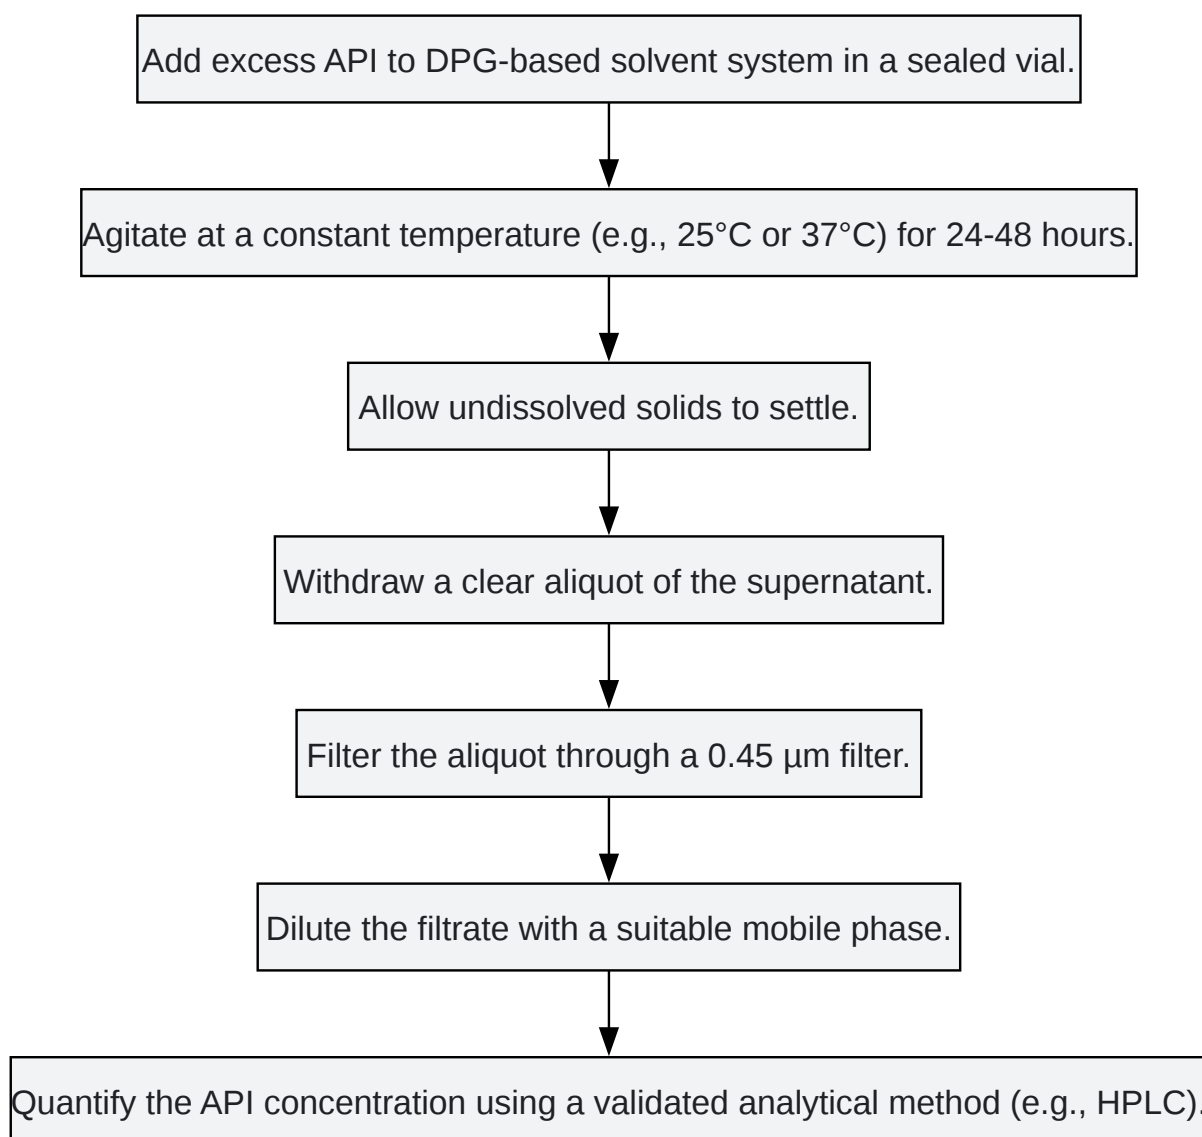 Add excess API to DPG-based solvent system in a sealed vial.
Agitate at a constant temperature (e.g., 25°C or 37°C) for 24-48 hours.
Allow undissolved solids to settle.
Withdraw a clear aliquot of the supernatant.
Filter the aliquot through a 0.45 µm filter.
Dilute the filtrate with a suitable mobile phase.
Quantify the API concentration using a validated analytical method (e.g., HPLC).